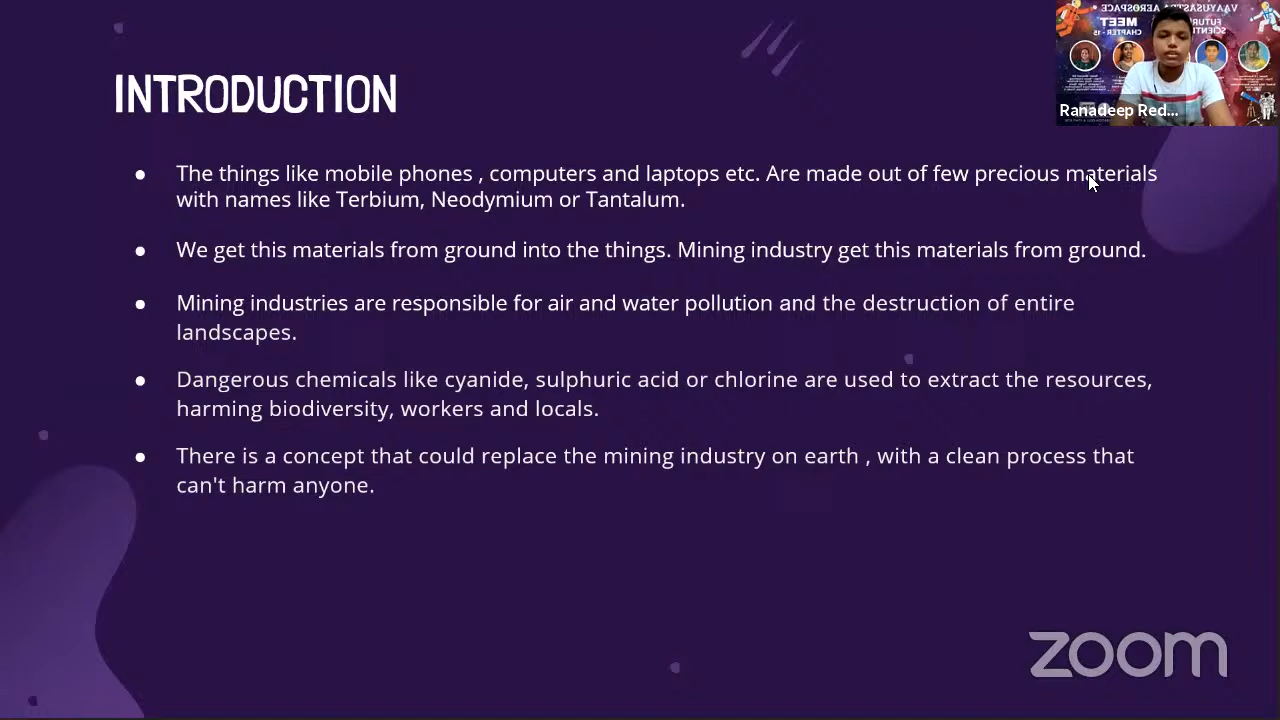 INTRODUCTION
● The things like mobile phones , computers and laptops etc. Are made out of few precious materials
with names like Terbium, Neodymium or Tantalum.
● We get this materials from ground into the things. Mining industry get this materials from ground.
● Mining industries are responsible for air and water pollution and the destruction of entire
landscapes.
● Dangerous chemicals like cyanide, sulphuric acid or chlorine are used to extract the resources,
harming biodiversity, workers and locals.
● There is a concept that could replace the mining industry on earth , with a clean process that
can't harm anyone.
VAAYUSASTRA AEROSPACE
MEET
CHAPTER - 15
Ranadeep Red...
zoom